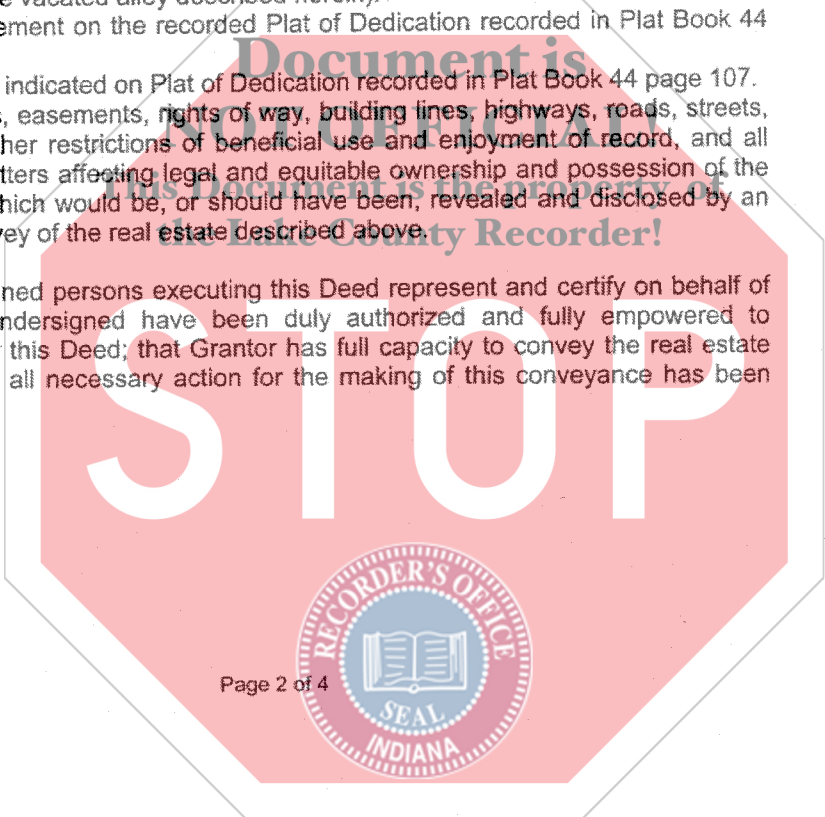 e vacated alley described herein).
ement on the recorded Plat of Dedication recorded in Plat Book 44
Document is
indicated on Plat of Dedication recorded in Plat Book 44 page 107.
s, easements, rights of way, building lines, highways, roads, streets,
NOT OFFICIAL
her restrictions of beneficial use and enjoyment of record, and all
tters affecting legal and equitable ownership and possession of the
This Document is the property of
hich would be, or should have been, revealed and disclosed by an
vey of the real estate described above.
the Lake County Recorder!
ned persons executing this Deed represent and certify on behalf of
ndersigned have been duly authorized and fully empowered to
this Deed; that Grantor has full capacity to convey the real estate
all necessary action for the making of this conveyance has been
STOP
RECORDER'S OFFICE
Page 2 of 4
SEAL
INDIANA